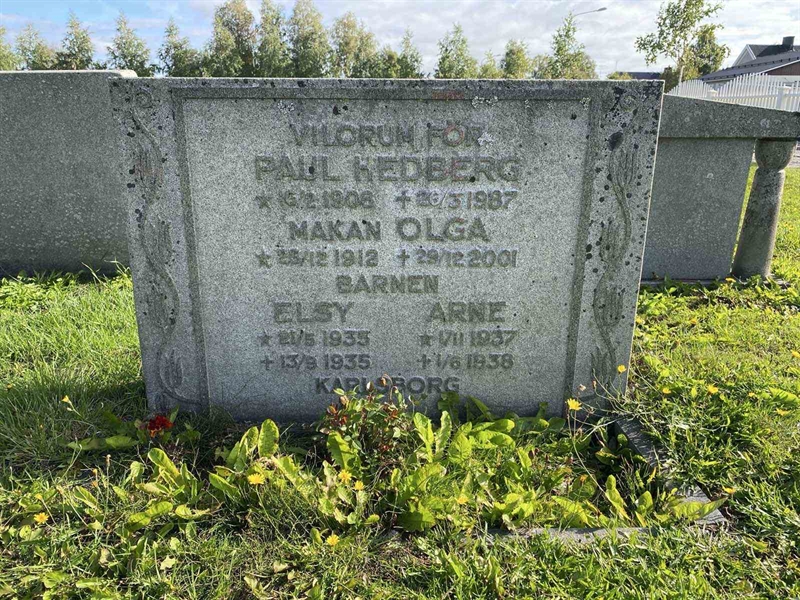 VILORUM FÖR
PAUL HEDBERG
* 16/2 1906 + 26/3 1987
MAKAN OLGA
* 28/12 1912 + 29/12 2001
BARNEN
ELSY ARNE
* 21/5 1935 * 1/11 1937
+ 13/9 1935 + 1/6 1938
KARLSBORG